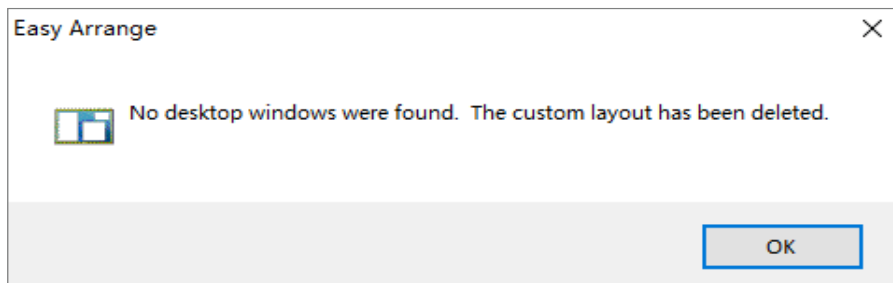 Easy Arrange
No desktop windows were found.  The custom layout has been deleted.
OK